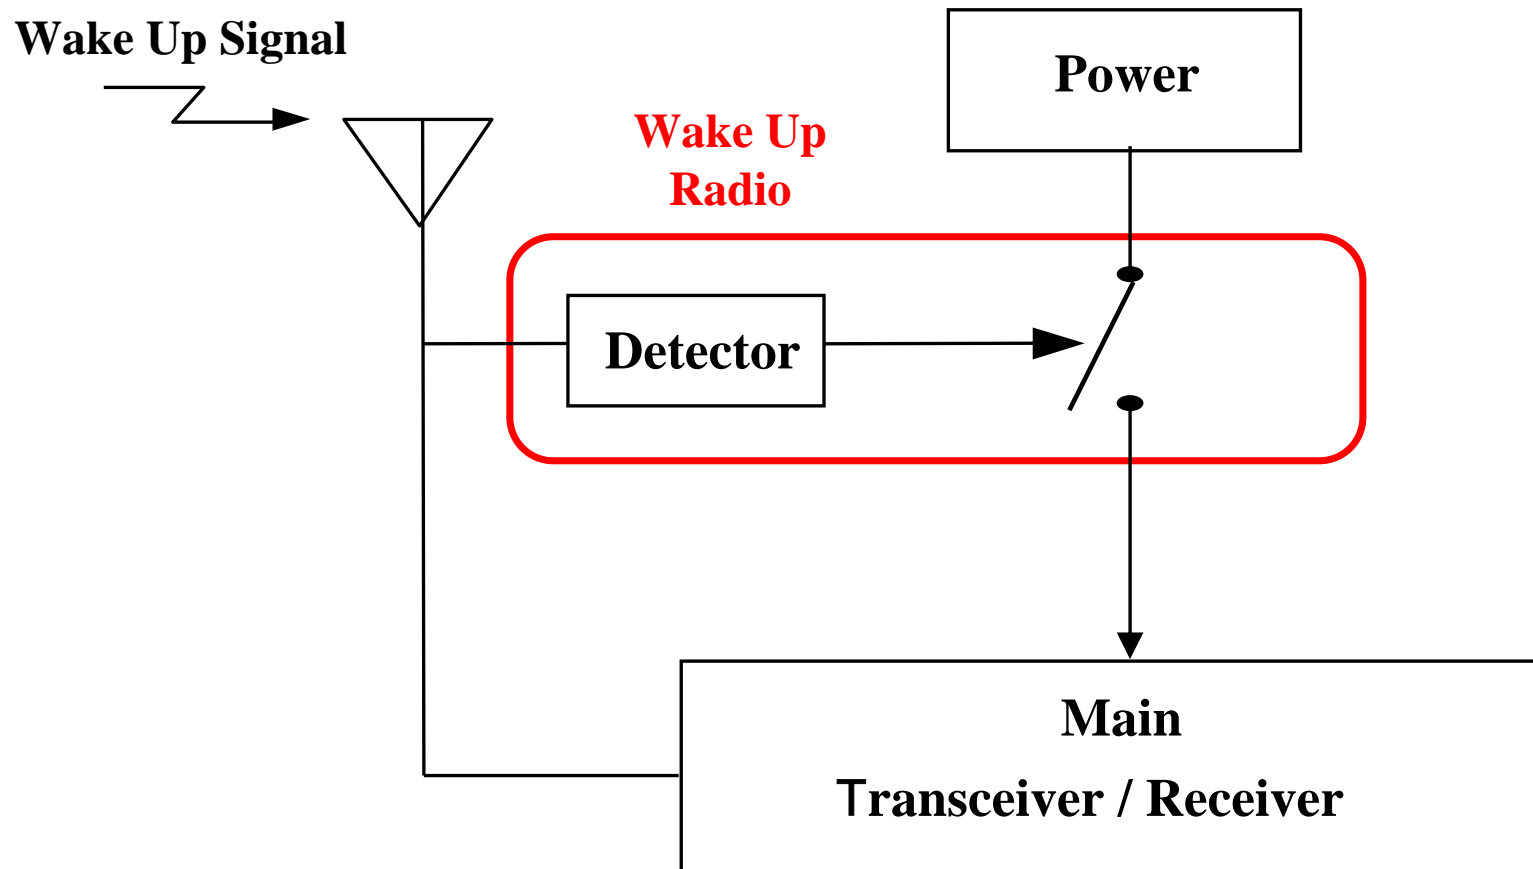 Wake Up Signal
Power
Wake Up
Radio
Detector
Main
Transceiver / Receiver